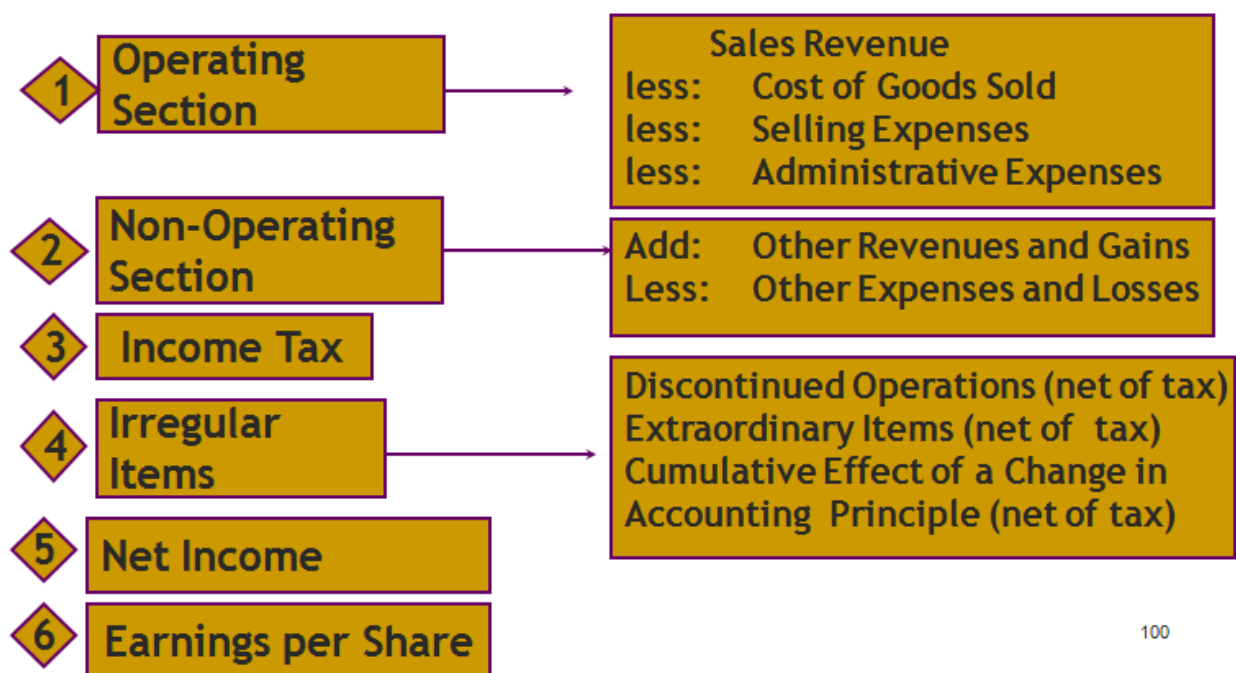 1
Operating
Section
Sales Revenue
less: Cost of Goods Sold
less: Selling Expenses
less: Administrative Expenses
2
Non-Operating
Section
Add: Other Revenues and Gains
Less: Other Expenses and Losses
3
Income Tax
4
Irregular
Items
Discontinued Operations (net of tax)
Extraordinary Items (net of tax)
Cumulative Effect of a Change in
Accounting Principle (net of tax)
5
Net Income
6
Earnings per Share
100